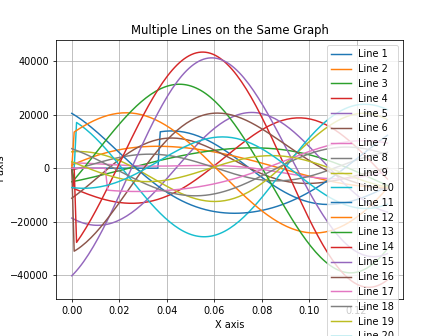 Multiple Lines on the Same Graph
40000
20000
0
−20000
−40000
0.00
0.02
0.04
0.06
0.08
0.10
X axis
Line 1
Line 2
Line 3
Line 4
Line 5
Line 6
Line 7
Line 8
Line 9
Line 10
Line 11
Line 12
Line 13
Line 14
Line 15
Line 16
Line 17
Line 18
Line 19
Line 20